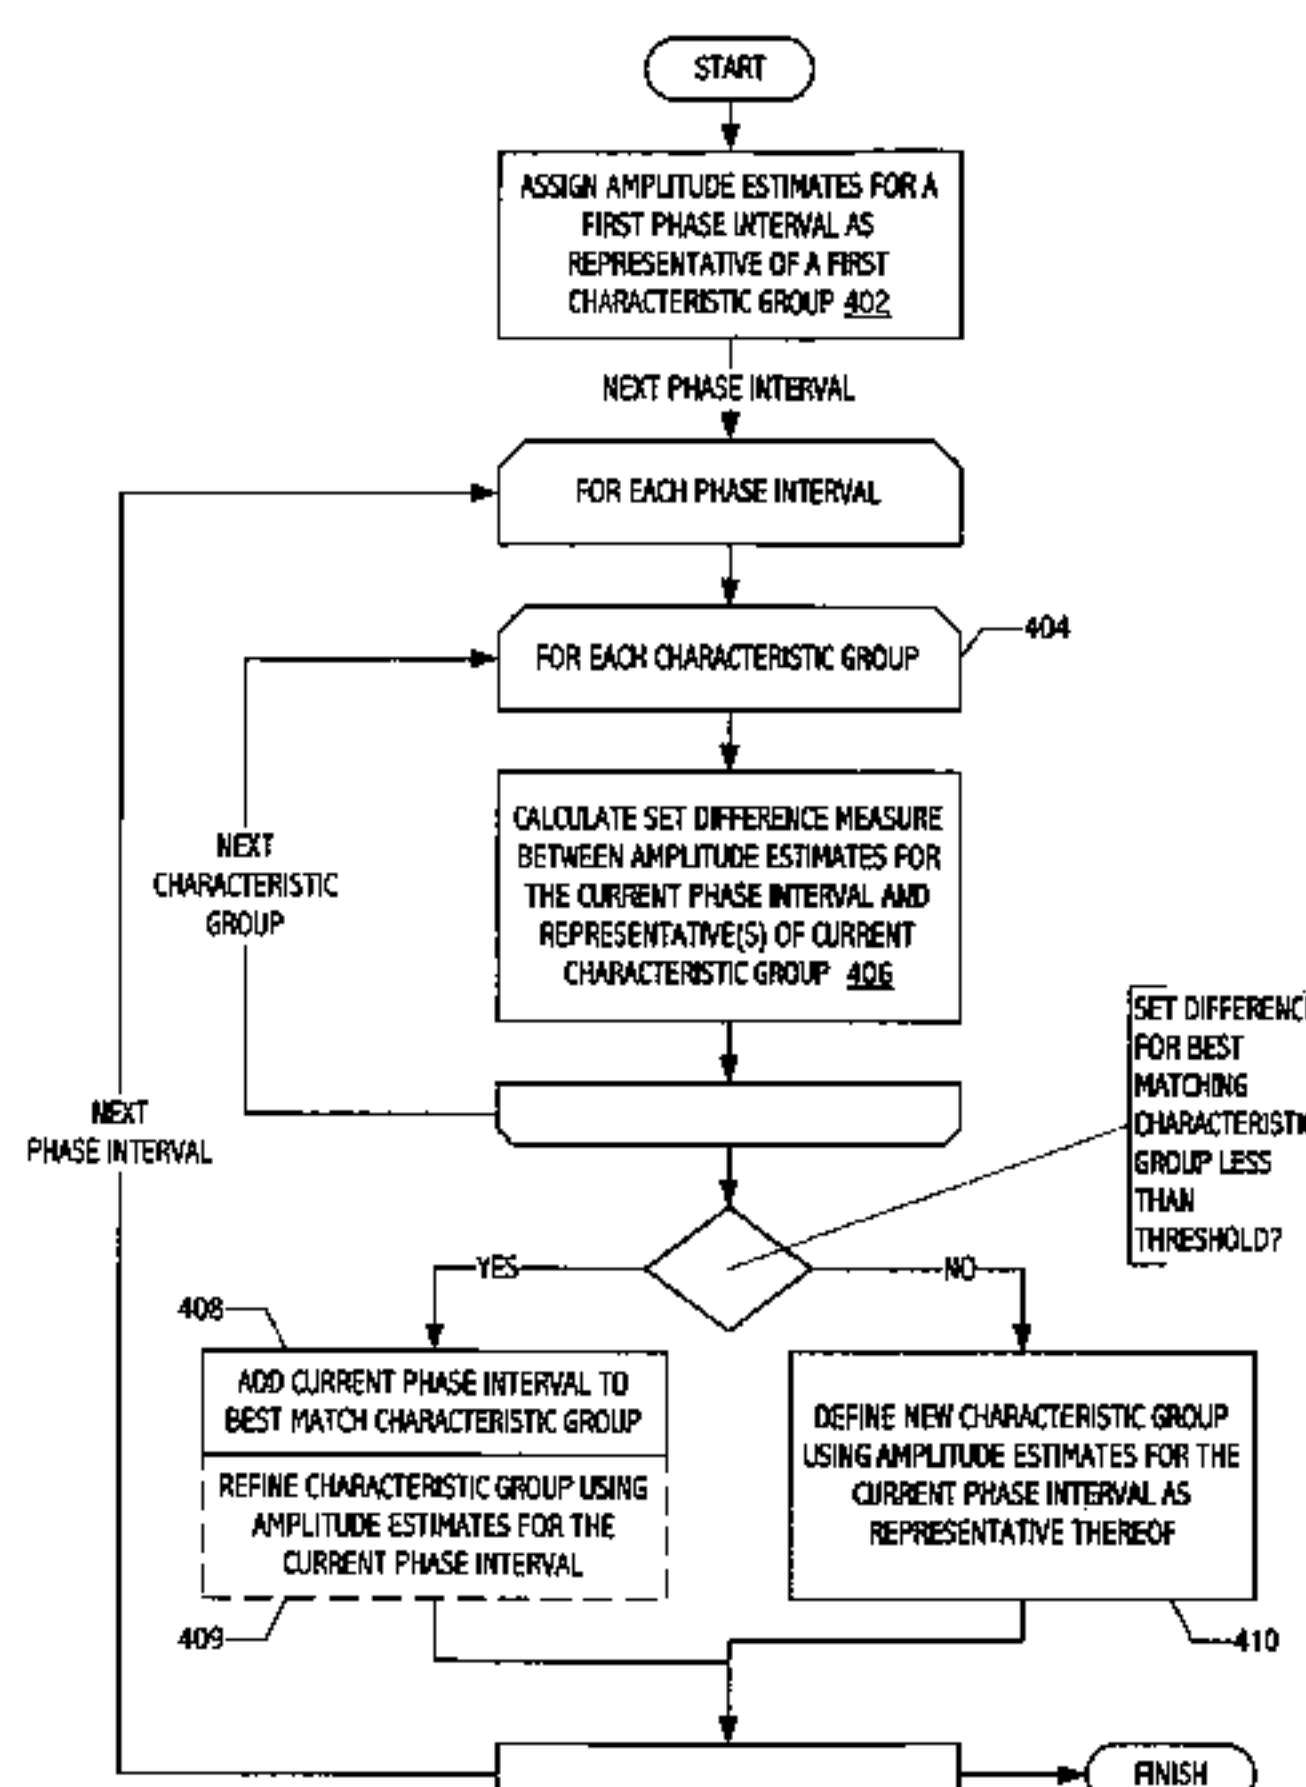 START
ASSIGN AMPLITUDE ESTIMATES FOR A
FIRST PHASE INTERVAL AS
REPRESENTATIVE OF A FIRST
CHARACTERISTIC GROUP 402
NEXT PHASE INTERVAL
FOR EACH PHASE INTERVAL
FOR EACH CHARACTERISTIC GROUP
404
CALCULATE SET DIFFERENCE MEASURE
BETWEEN AMPLITUDE ESTIMATES FOR
THE CURRENT PHASE INTERVAL AND
REPRESENTATIVE(S) OF CURRENT
CHARACTERISTIC GROUP 406
NEXT
CHARACTERISTIC
GROUP
NEXT
PHASE INTERVAL
SET DIFFERENC
FOR BEST
MATCHING
CHARACTERISTI
GROUP LESS
THAN
THRESHOLD?
YES
NO
408
ADD CURRENT PHASE INTERVAL TO
BEST MATCH CHARACTERISTIC GROUP
REFINE CHARACTERISTIC GROUP USING
AMPLITUDE ESTIMATES FOR THE
CURRENT PHASE INTERVAL
409
DEFINE NEW CHARACTERISTIC GROUP
USING AMPLITUDE ESTIMATES FOR THE
CURRENT PHASE INTERVAL AS
REPRESENTATIVE THEREOF
410
FINISH